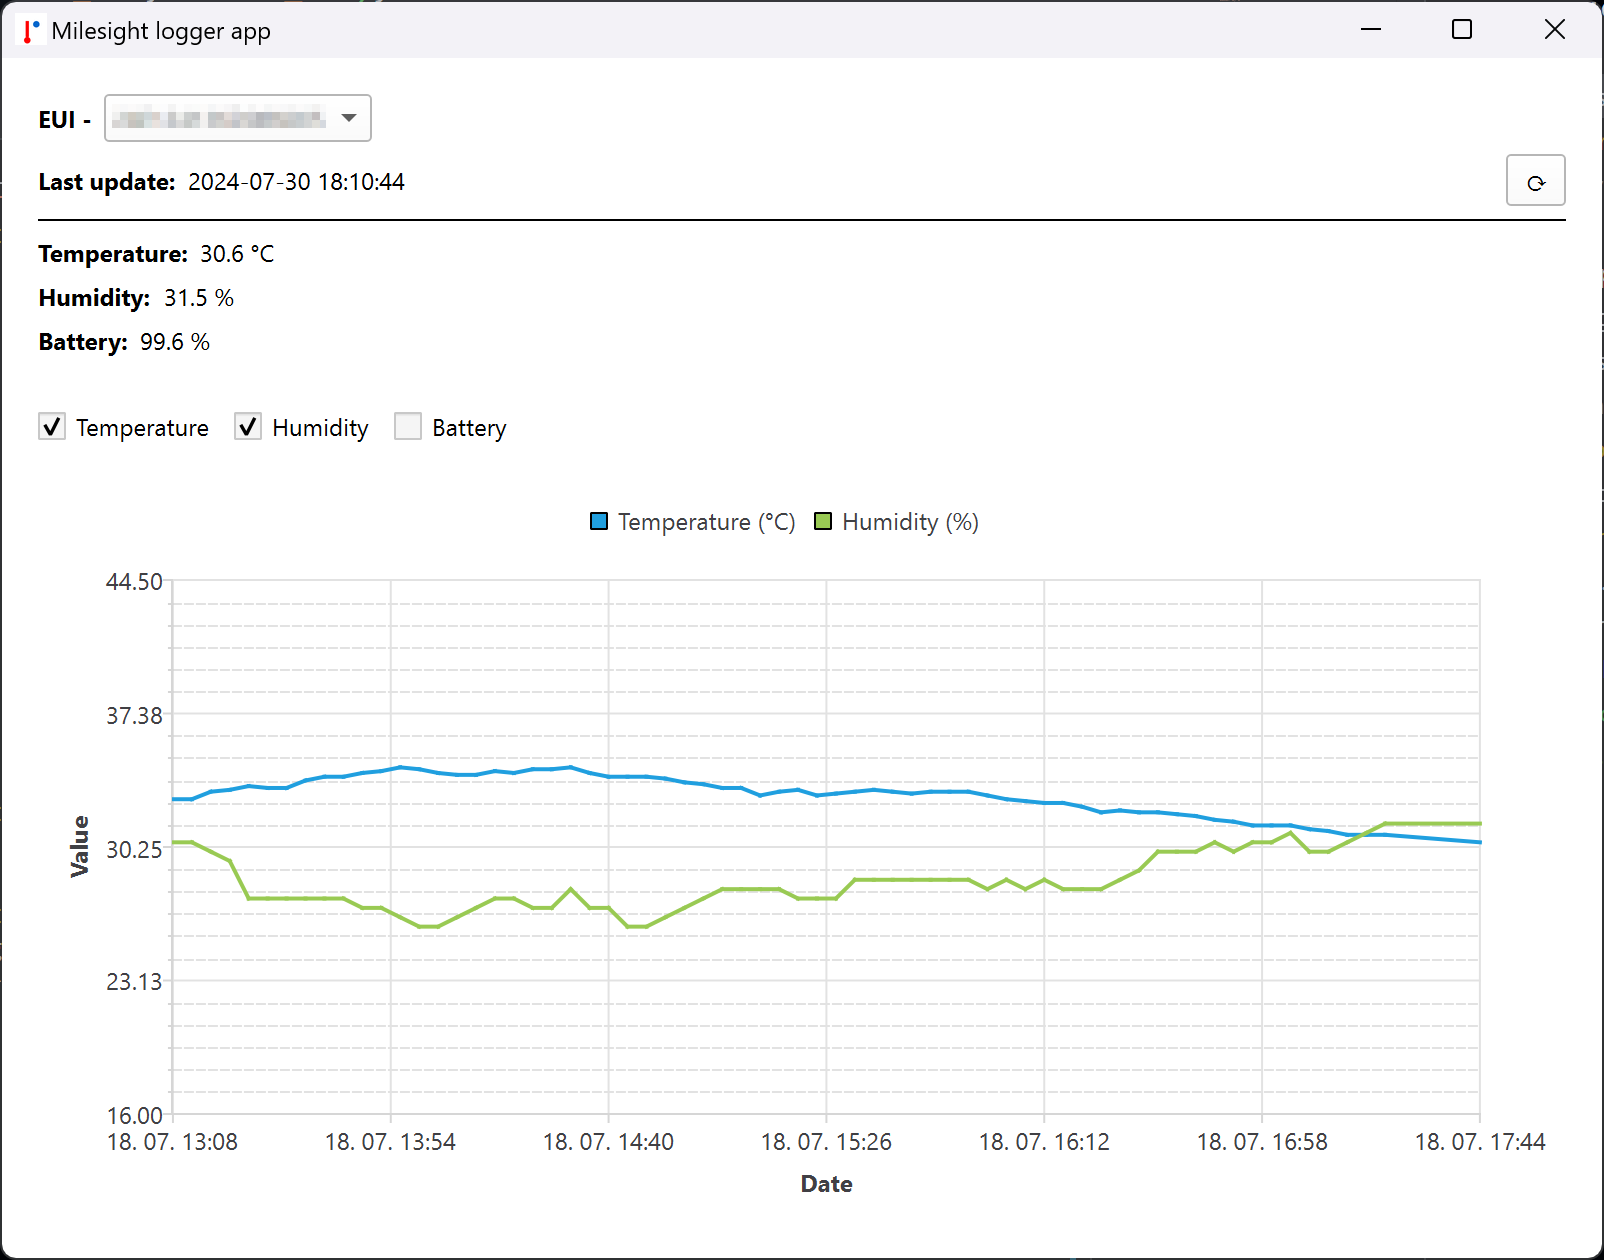 Milesight logger app
EUI -
Last update: 2024-07-30 18:10:44
Temperature: 30.6 °C
Humidity: 31.5 %
Battery: 99.6 %
Temperature Humidity Battery
Temperature (°C) Humidity (%)
44.50
37.38
30.25
23.13
16.00
Value
18. 07. 13:08 18. 07. 13:54 18. 07. 14:40 18. 07. 15:26 18. 07. 16:12 18. 07. 16:58 18. 07. 17:44
Date